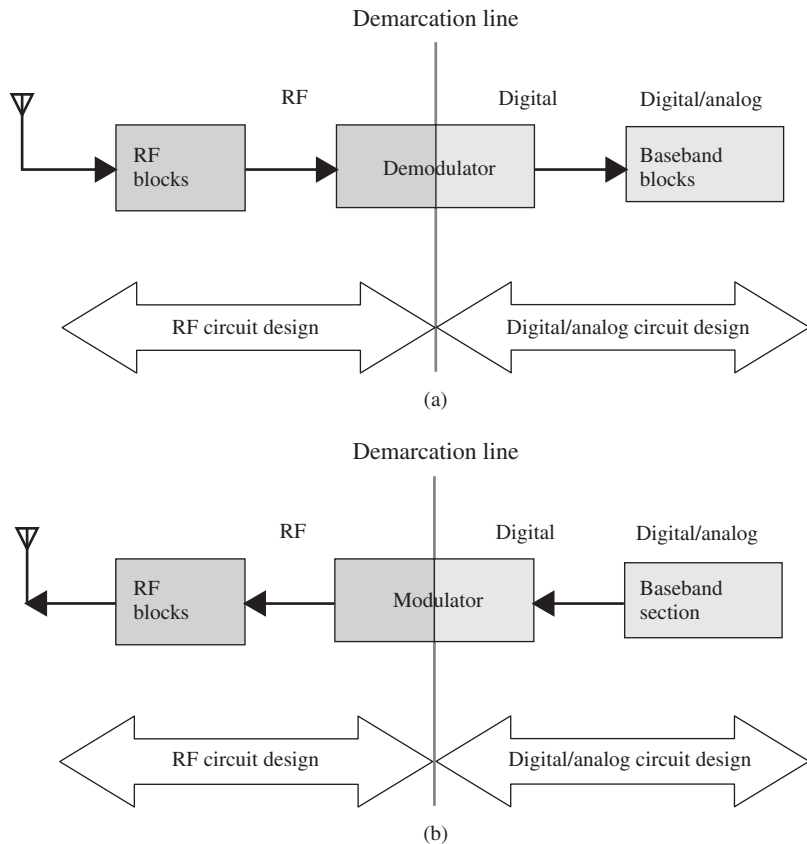 Demarcation line
RF
Digital
Digital/analog
RF
blocks
Demodulator
Baseband
blocks
RF circuit design
Digital/analog circuit design
(a)
Demarcation line
RF
Digital
Digital/analog
RF
blocks
Modulator
Baseband
section
RF circuit design
Digital/analog circuit design
(b)